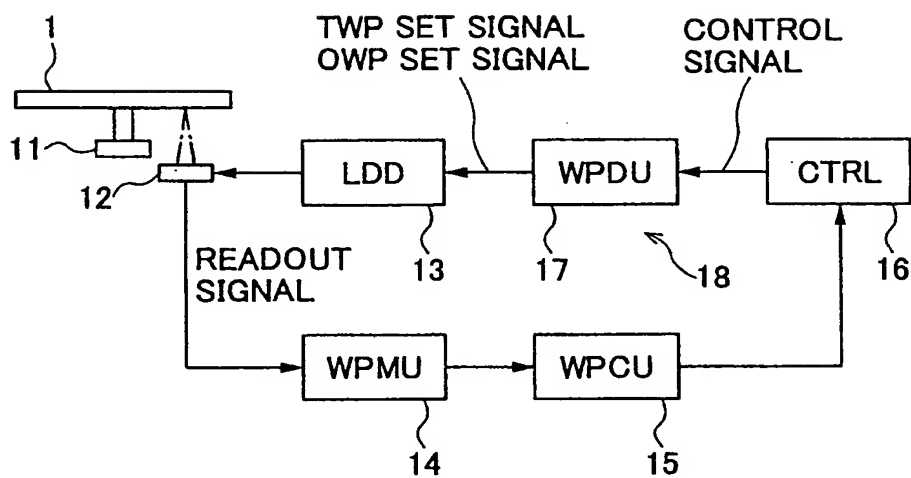 1
TWP SET SIGNAL
OWP SET SIGNAL
CONTROL
SIGNAL
11
12
LDD
WPDU
CTRL
13
17
18
16
READOUT
SIGNAL
WPMU
WPCU
14
15